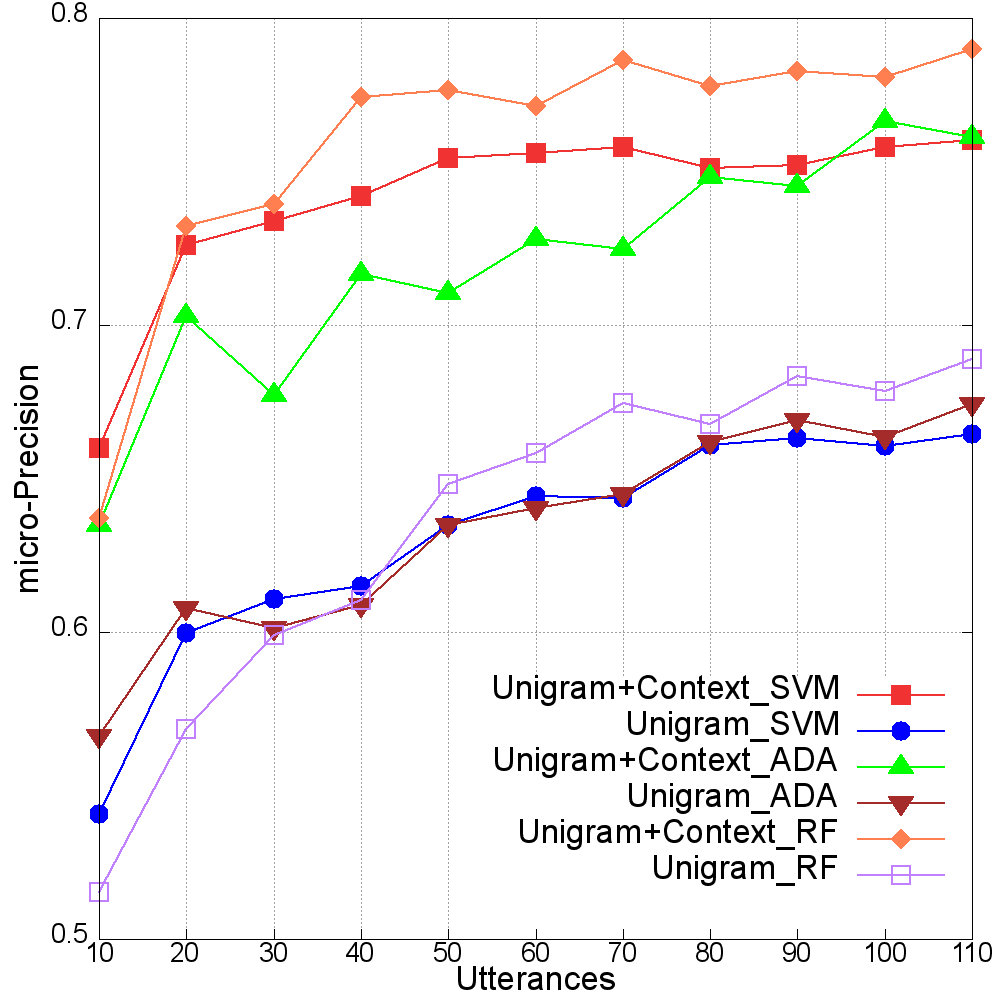 0.8
0.7
0.6
0.5
micro-Precision
Unigram+Context_SVM
Unigram_SVM
Unigram+Context_ADA
Unigram_ADA
Unigram+Context_RF
Unigram_RF
10 20 30 40 50 60 70 80 90 100 110
Utterances